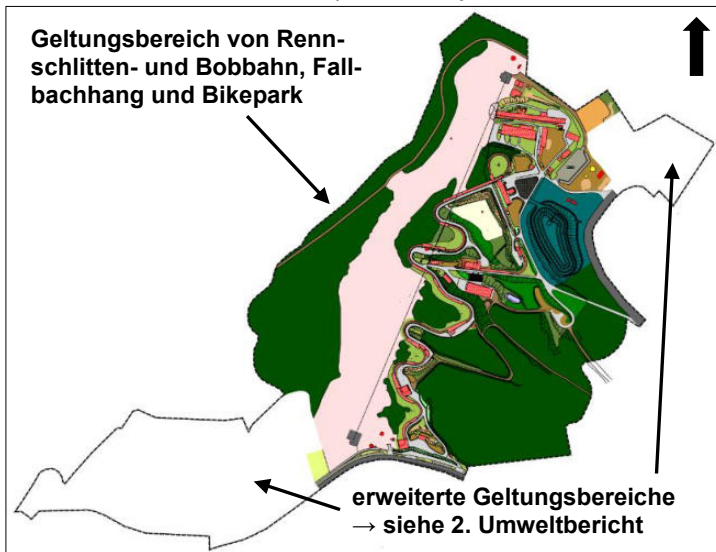 Geltungsbereich von Renn-
schlitten- und Bobbahn, Fall-
bachhang und Bikepark
erweiterte Geltungsbereiche
→ siehe 2. Umweltbericht